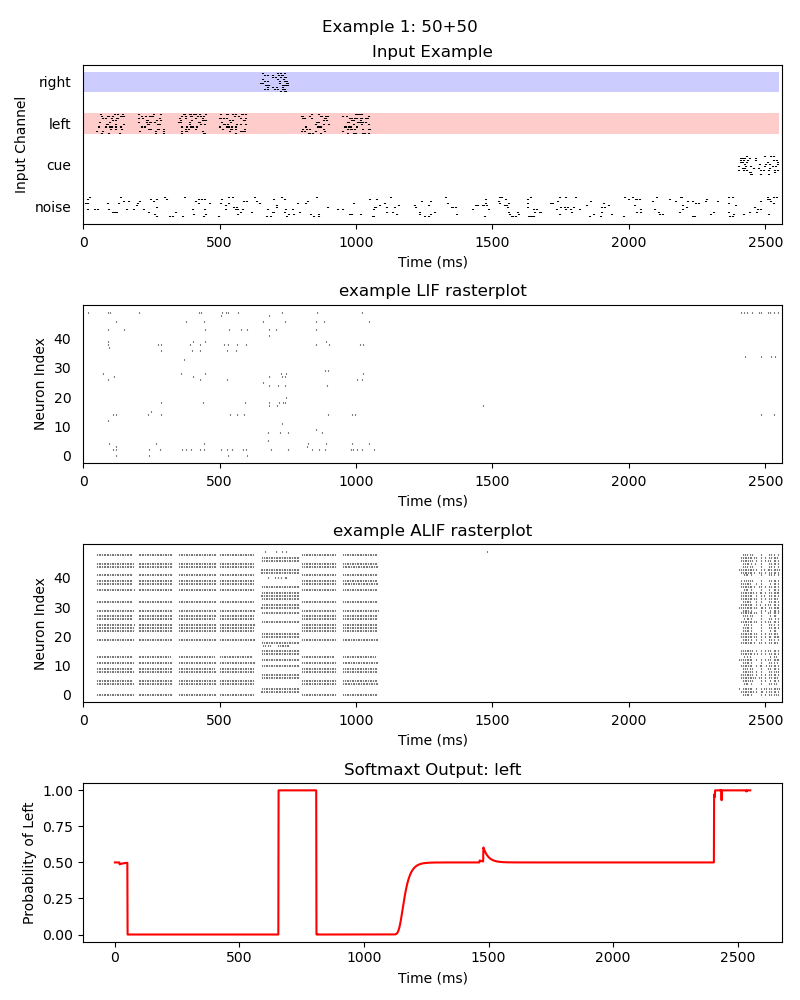 Example 1: 50+50
Input Example
right
left
cue
noise
Input Channel
0 500 1000 1500 2000 2500
Time (ms)
example LIF rasterplot
40
30
20
10
0
Neuron Index
0 500 1000 1500 2000 2500
Time (ms)
example ALIF rasterplot
40
30
20
10
0
Neuron Index
0 500 1000 1500 2000 2500
Time (ms)
Softmaxt Output: left
1.00
0.75
0.50
0.25
0.00
Probability of Left
0 500 1000 1500 2000 2500
Time (ms)